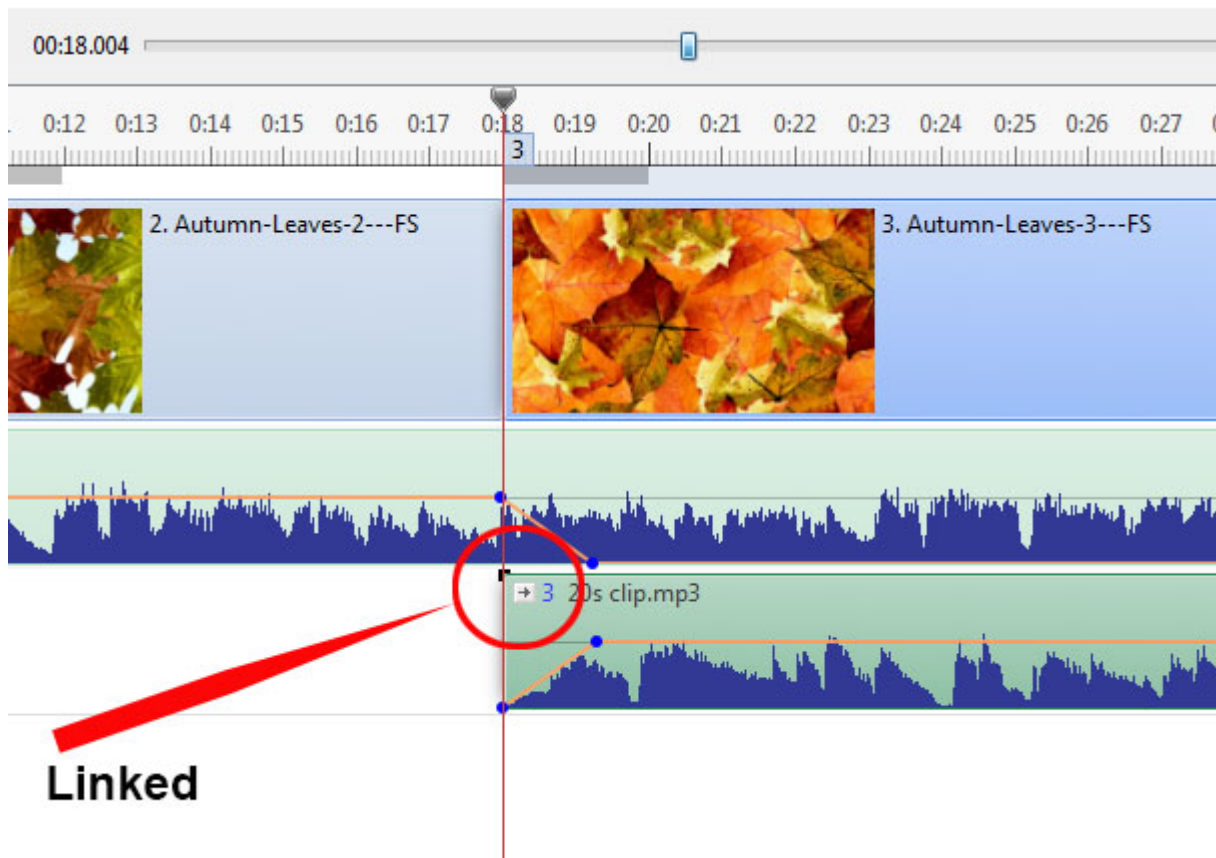 00:18.004
0:12 0:13 0:14 0:15 0:16 0:17 0:18 0:19 0:20 0:21 0:22 0:23 0:24 0:25 0:26 0:27
3
2. Autumn-Leaves-2---FS
3. Autumn-Leaves-3---FS
3 20s clip.mp3
Linked